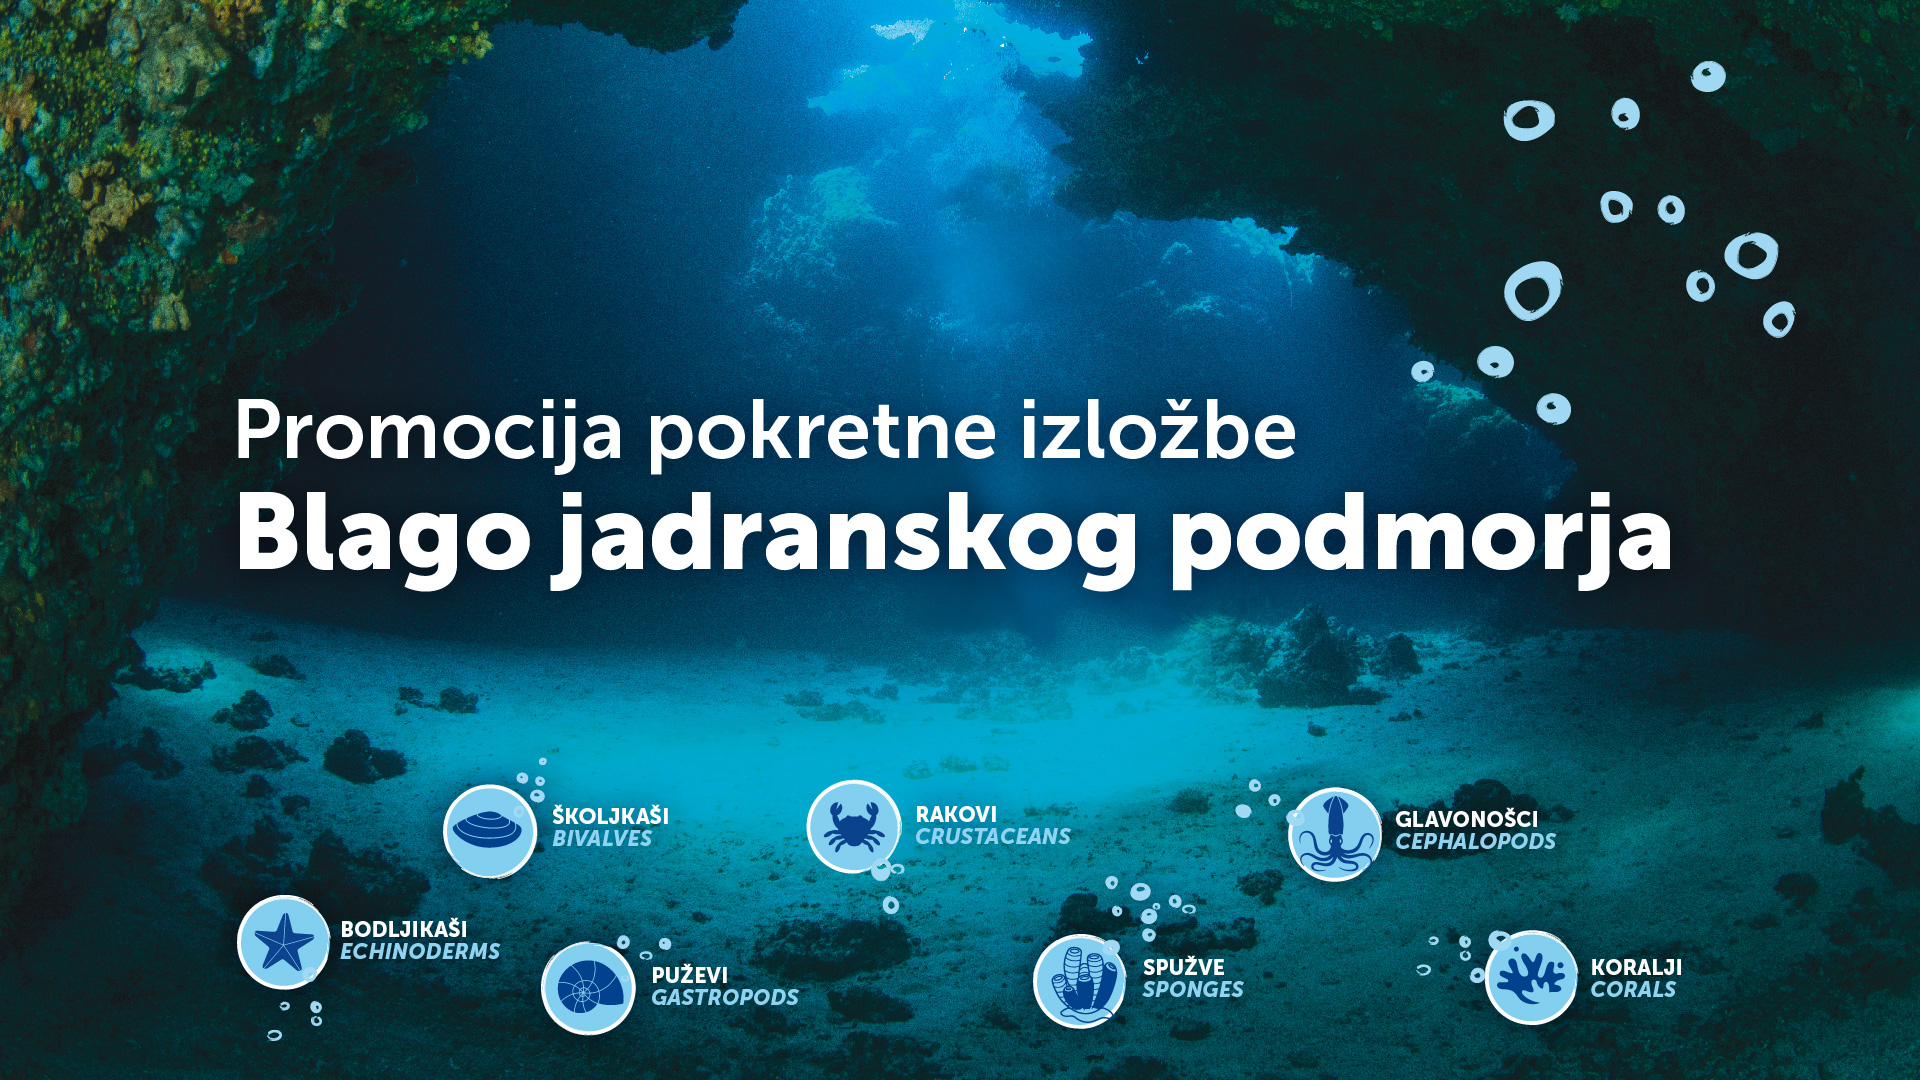 Promocija pokretne izložbe
Blago jadranskog podmorja
ŠKOLJKAŠI
BIVALVES
RAKOVI
CRUSTACEANS
GLAVONOŠCI
CEPHALOPODS
BODLJIKAŠI
ECHINODERMS
PUŽEVI
GASTROPODS
SPUŽVE
SPONGES
KORALJI
CORALS